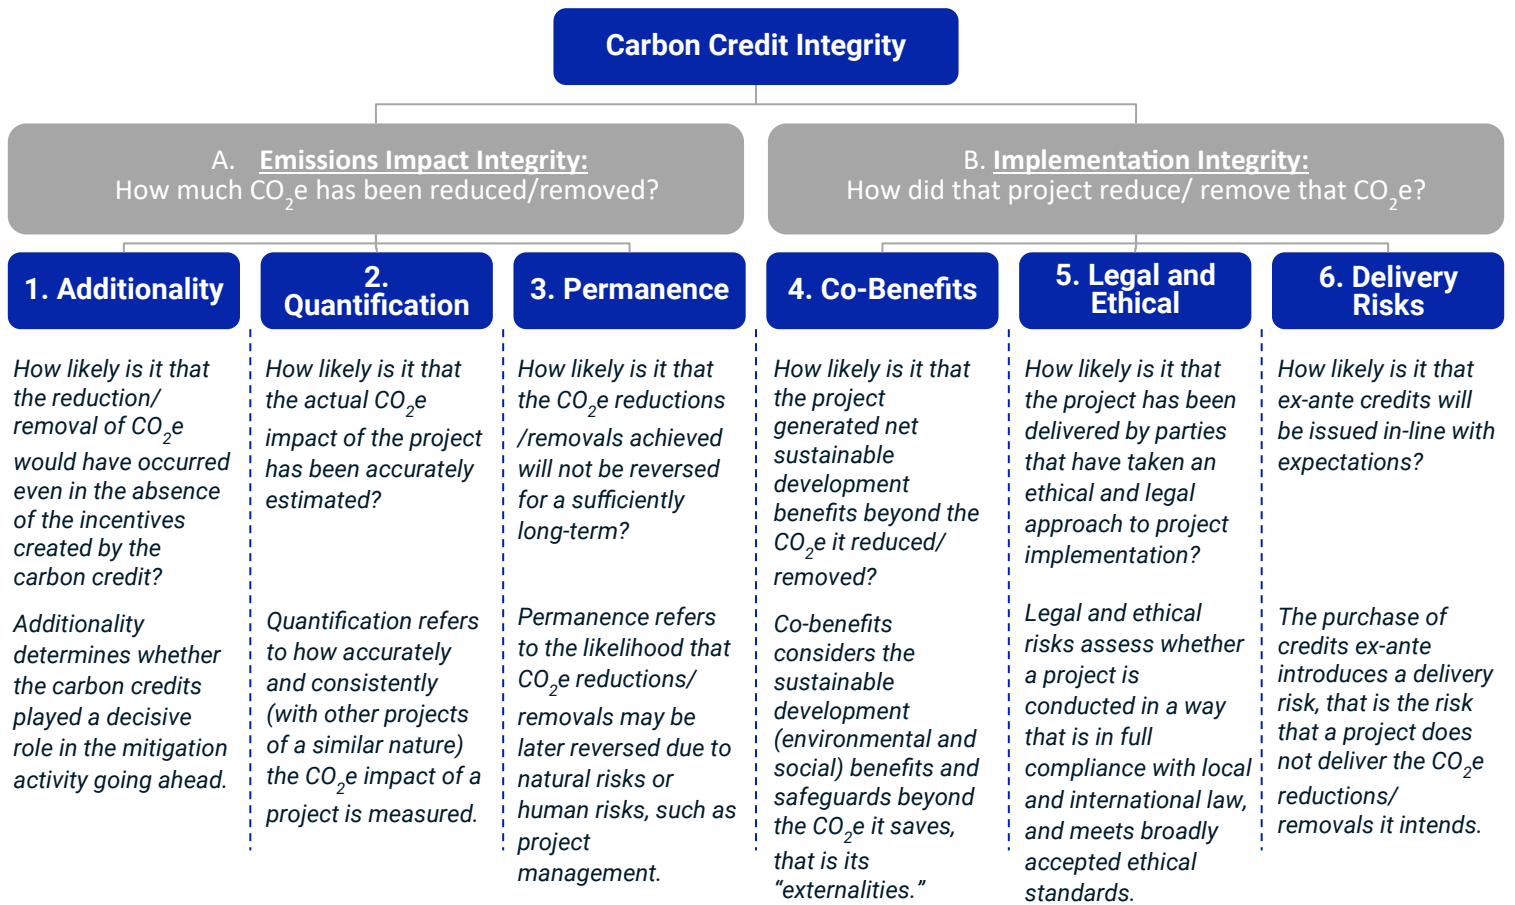 Carbon Credit Integrity
A. Emissions Impact Integrity:
How much CO2e has been reduced/removed?
B. Implementation Integrity:
How did that project reduce/ remove that CO2e?
1. Additionality
How likely is it that
the reduction/
removal of CO2e
would have occurred
even in the absence
of the incentives
created by the
carbon credit?
Additionality
determines whether
the carbon credits
played a decisive
role in the mitigation
activity going ahead.
2.
Quantification
How likely is it that
the actual CO2e
impact of the project
has been accurately
estimated?
Quantification refers
to how accurately
and consistently
(with other projects
of a similar nature)
the CO2e impact of a
project is measured.
3. Permanence
How likely is it that
the CO2e reductions
/removals achieved
will not be reversed
for a sufficiently
long-term?
Permanence refers
to the likelihood that
CO2e reductions/
removals may be
later reversed due to
natural risks or
human risks, such as
project
management.
4. Co-Benefits
How likely is it that
the project
generated net
sustainable
development
benefits beyond the
CO2e it reduced/
removed?
Co-benefits
considers the
sustainable
development
(environmental and
social) benefits and
safeguards beyond
the CO2e it saves,
that is its
“externalities.”
5. Legal and
Ethical
How likely is it that
the project has been
delivered by parties
that have taken an
ethical and legal
approach to project
implementation?
Legal and ethical
risks assess whether
a project is
conducted in a way
that is in full
compliance with local
and international law,
and meets broadly
accepted ethical
standards.
6. Delivery
Risks
How likely is it that
ex-ante credits will
be issued in-line with
expectations?
The purchase of
credits ex-ante
introduces a delivery
risk, that is the risk
that a project does
not deliver the CO2e
reductions/
removals it intends.